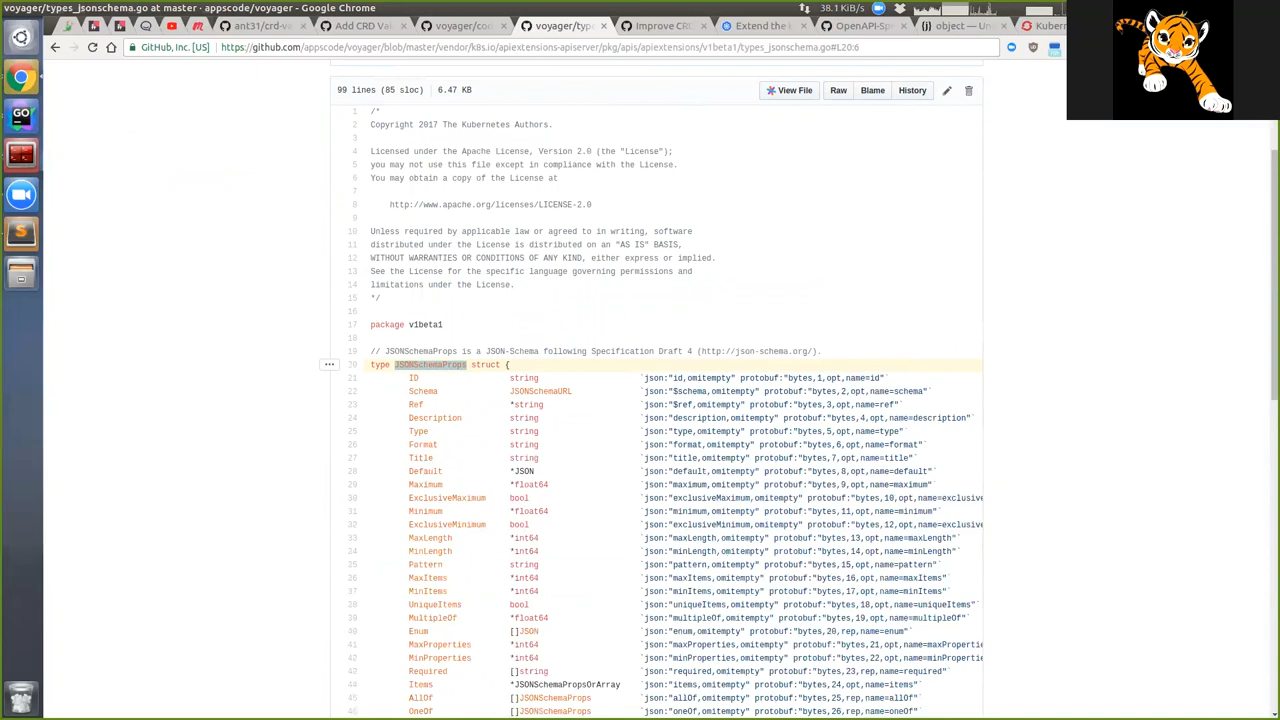 voyager/types_jsonschema.go at master · appscode/voyager - Google Chrome
38.1 KiB/s
ant31/crd-va
Add CRD Valid
voyager/code
voyager/type
Improve CRD
Extend the k
OpenAPI-Spe
object — Un
Kuber
GitHub, Inc. [US]
https://github.com/appscode/voyager/blob/master/vendor/k8s.io/apiextensions-apiserver/pkg/apis/apiextensions/v1beta1/types_jsonschema.go#L20:6
99 lines (85 sloc) 6.47 KB
View File
Raw
Blame
History
1 /*
2 Copyright 2017 The Kubernetes Authors.
3
4 Licensed under the Apache License, Version 2.0 (the "License");
5 you may not use this file except in compliance with the License.
6 You may obtain a copy of the License at
7
8 http://www.apache.org/licenses/LICENSE-2.0
9
10 Unless required by applicable law or agreed to in writing, software
11 distributed under the License is distributed on an "AS IS" BASIS,
12 WITHOUT WARRANTIES OR CONDITIONS OF ANY KIND, either express or implied.
13 See the License for the specific language governing permissions and
14 limitations under the License.
15 */
16
17 package v1beta1
18
19 // JSONSchemaProps is a JSON-Schema following Specification Draft 4 (http://json-schema.org/).
20 type JSONSchemaProps struct {
21 ID string `json:"id,omitempty" protobuf:"bytes,1,opt,name=id"`
22 Schema JSONSchemaURL `json:"$schema,omitempty" protobuf:"bytes,2,opt,name=schema"`
23 Ref *string `json:"$ref,omitempty" protobuf:"bytes,3,opt,name=ref"`
24 Description string `json:"description,omitempty" protobuf:"bytes,4,opt,name=description"`
25 Type string `json:"type,omitempty" protobuf:"bytes,5,opt,name=type"`
26 Format string `json:"format,omitempty" protobuf:"bytes,6,opt,name=format"`
27 Title string `json:"title,omitempty" protobuf:"bytes,7,opt,name=title"`
28 Default *JSON `json:"default,omitempty" protobuf:"bytes,8,opt,name=default"`
29 Maximum *float64 `json:"maximum,omitempty" protobuf:"bytes,9,opt,name=maximum"`
30 ExclusiveMaximum bool `json:"exclusiveMaximum,omitempty" protobuf:"bytes,10,opt,name=exclusive
31 Minimum *float64 `json:"minimum,omitempty" protobuf:"bytes,11,opt,name=minimum"`
32 ExclusiveMinimum bool `json:"exclusiveMinimum,omitempty" protobuf:"bytes,12,opt,name=exclusive
33 MaxLength *int64 `json:"maxLength,omitempty" protobuf:"bytes,13,opt,name=maxLength"`
34 MinLength *int64 `json:"minLength,omitempty" protobuf:"bytes,14,opt,name=minLength"`
35 Pattern string `json:"pattern,omitempty" protobuf:"bytes,15,opt,name=pattern"`
36 MaxItems *int64 `json:"maxItems,omitempty" protobuf:"bytes,16,opt,name=maxItems"`
37 MinItems *int64 `json:"minItems,omitempty" protobuf:"bytes,17,opt,name=minItems"`
38 UniqueItems bool `json:"uniqueItems,omitempty" protobuf:"bytes,18,opt,name=uniqueItems"`
39 MultipleOf *float64 `json:"multipleOf,omitempty" protobuf:"bytes,19,opt,name=multipleOf"`
40 Enum []JSON `json:"enum,omitempty" protobuf:"bytes,20,rep,name=enum"`
41 MaxProperties *int64 `json:"maxProperties,omitempty" protobuf:"bytes,21,opt,name=maxProperti
42 MinProperties *int64 `json:"minProperties,omitempty" protobuf:"bytes,22,opt,name=minPropertie
43 Required []string `json:"required,omitempty" protobuf:"bytes,23,rep,name=required"`
44 Items *JSONSchemaPropsOrArray `json:"items,omitempty" protobuf:"bytes,24,opt,name=items"`
45 AllOf []JSONSchemaProps `json:"allOf,omitempty" protobuf:"bytes,25,rep,name=allOf"`
46 OneOf []JSONSchemaProps `json:"oneOf,omitempty" protobuf:"bytes,26,rep,name=oneOf"`